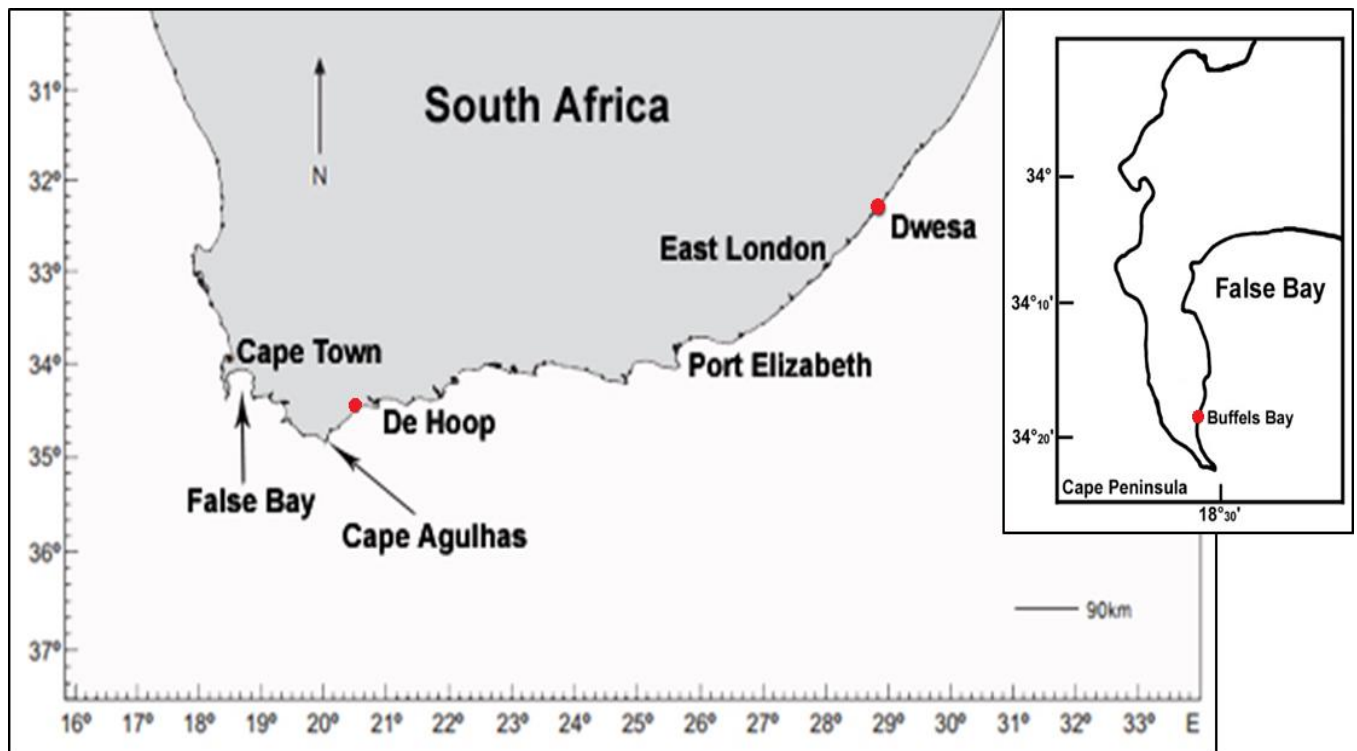 South Africa
N
31°
32°
33°
34°
35°
36°
37°
East London
Dwesa
Cape Town
Port Elizabeth
De Hoop
False Bay
Cape Agulhas
90km
16° 17° 18° 19° 20° 21° 22° 23° 24° 25° 26° 27° 28° 29° 30° 31° 32° 33° E
34°
34°10'
34°20'
False Bay
Buffels Bay
Cape Peninsula
18°30'